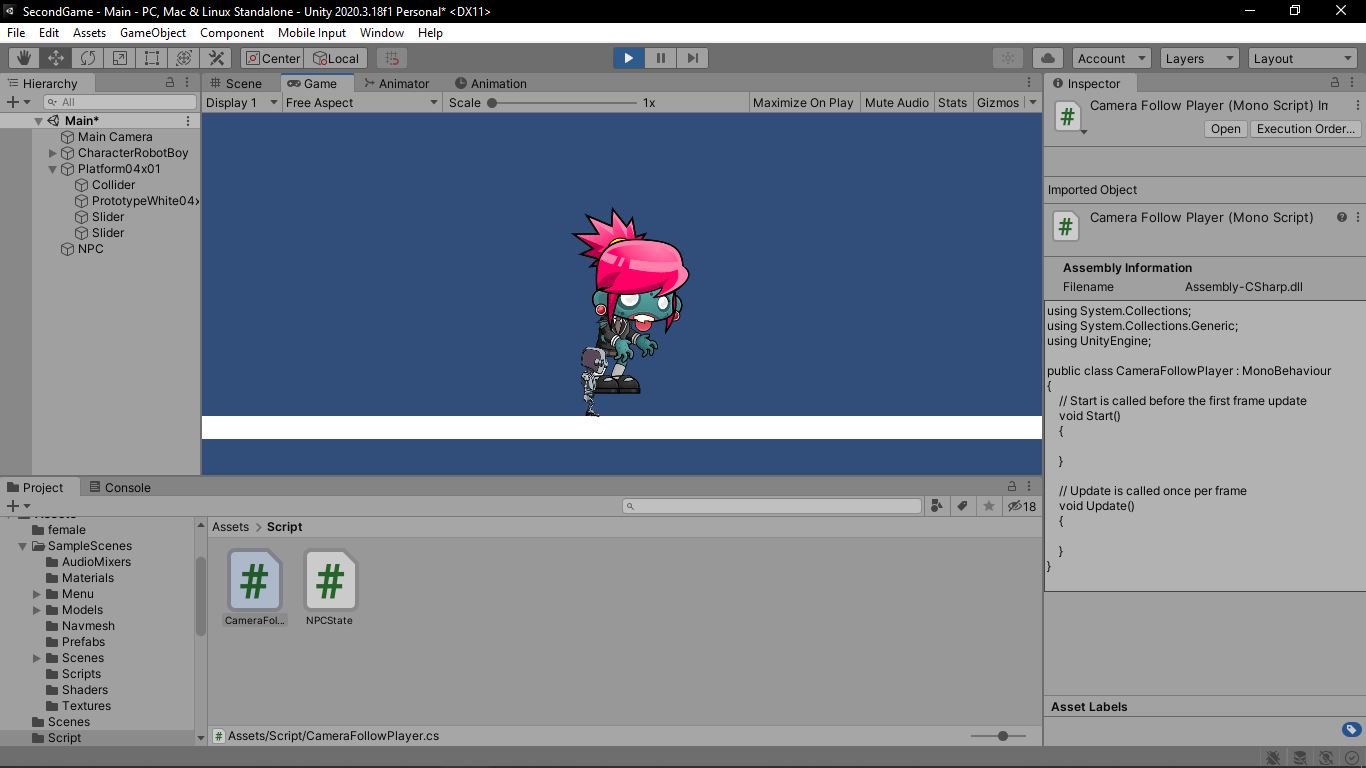 SecondGame - Main - PC, Mac & Linux Standalone - Unity 2020.3.18f1 Personal* <DX11>
File Edit Assets GameObject Component Mobile Input Window Help
Center Local Account Layers Layout
Hierarchy
All
Main*
Main Camera
CharacterRobotBoy
Platform04x01
Collider
PrototypeWhite04x
Slider
Slider
NPC
Scene Game Animator Animation
Display 1 Free Aspect Scale 1x Maximize On Play Mute Audio Stats Gizmos
Inspector
Camera Follow Player (Mono Script) In
Open Execution Order...
Imported Object
Camera Follow Player (Mono Script)
Assembly Information
Filename Assembly-CSharp.dll
using System.Collections;
using System.Collections.Generic;
using UnityEngine;
public class CameraFollowPlayer : MonoBehaviour
{
// Start is called before the first frame update
void Start()
{
}
// Update is called once per frame
void Update()
{
}
}
Asset Labels
Project Console
18
Assets
female
SampleScenes
AudioMixers
Materials
Menu
Models
Navmesh
Prefabs
Scenes
Scripts
Shaders
Textures
Scenes
Script
Assets > Script
# #
CameraFol... NPCState
Assets/Script/CameraFollowPlayer.cs